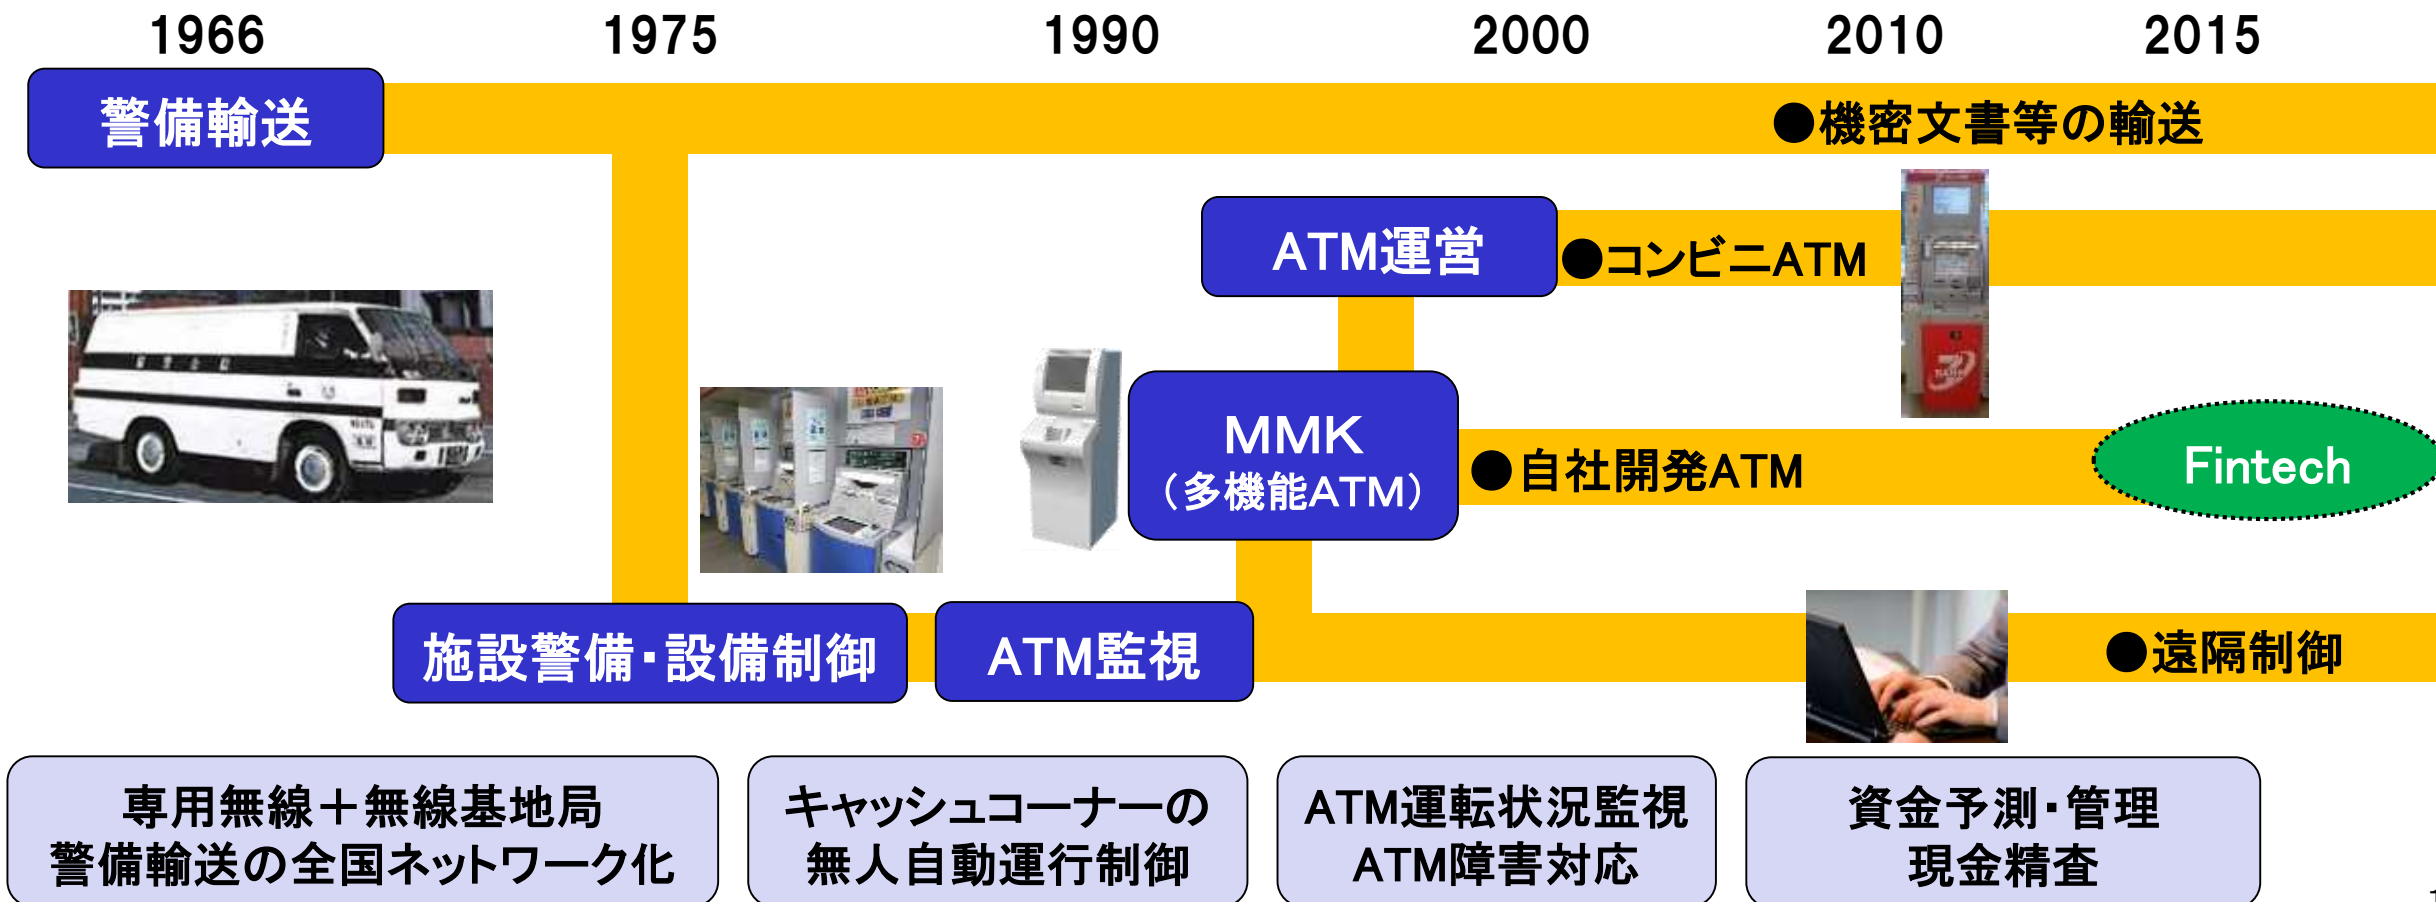 1966
1975
1990
2000
2010
2015
警備輸送
●機密文書等の輸送
ATM運営
●コンビニATM
MMK
（多機能ATM）
●自社開発ATM
Fintech
施設警備・設備制御
ATM監視
●遠隔制御
専用無線＋無線基地局
警備輸送の全国ネットワーク化
キャッシュコーナーの
無人自動運行制御
ATM運転状況監視
ATM障害対応
資金予測・管理
現金精査